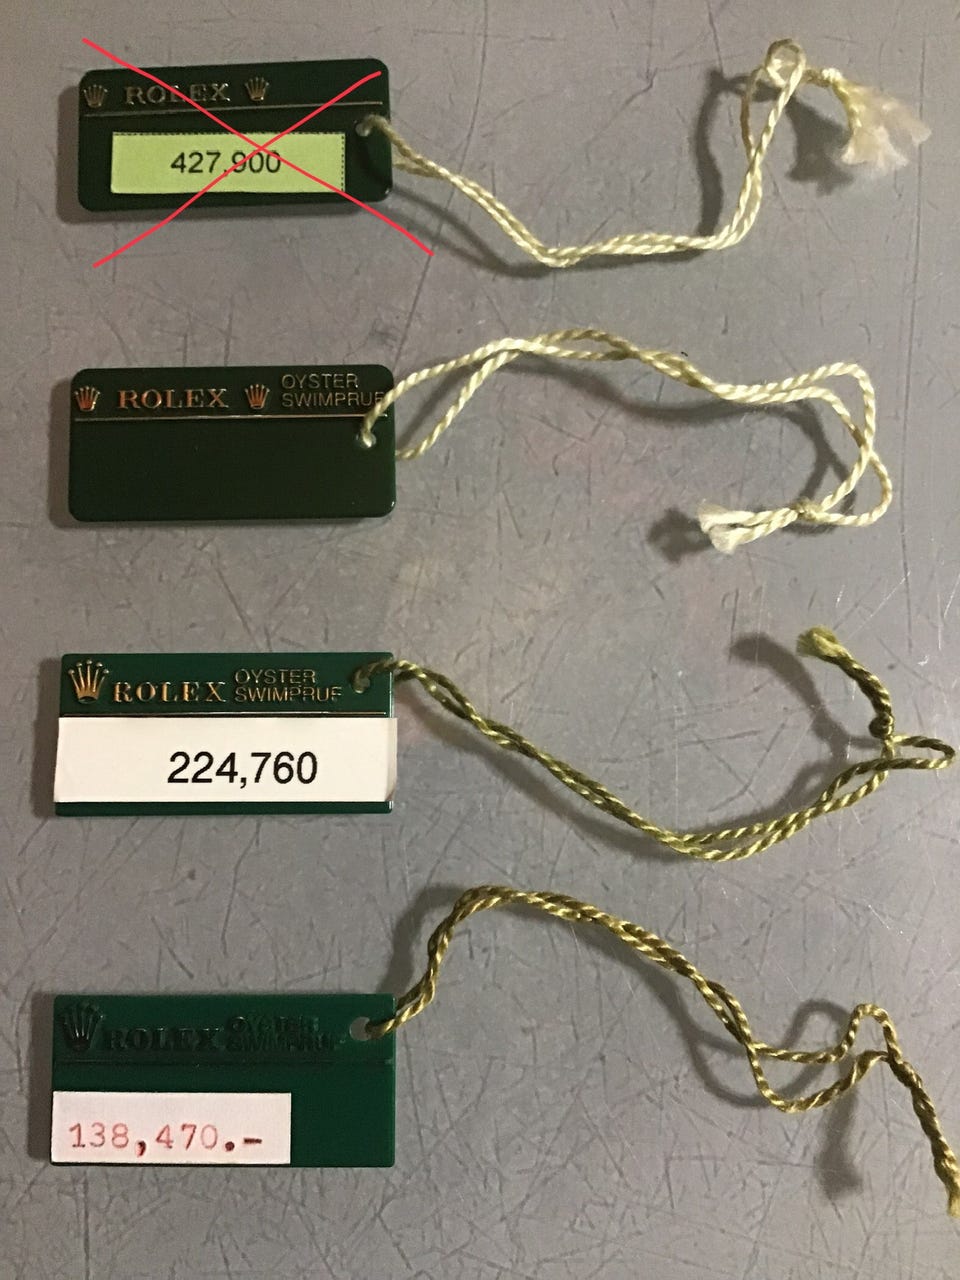 ROLEX
427,900
ROLEX OYSTER
SWIMPRUF
ROLEX OYSTER
SWIMPRUF
224,760
ROLEX OYSTER
SWIMPRUF
138,470.-